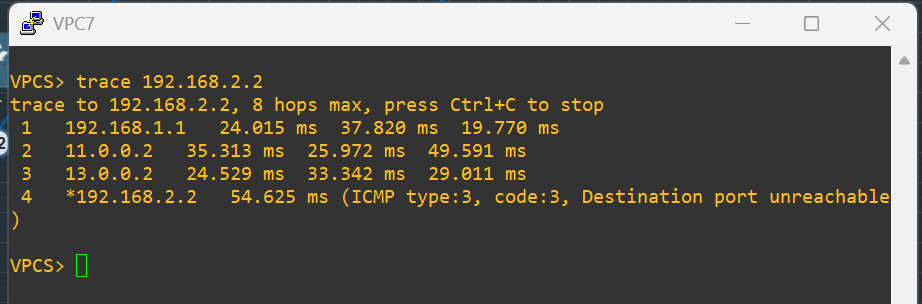 VPC7
VPCS> trace 192.168.2.2
trace to 192.168.2.2, 8 hops max, press Ctrl+C to stop
 1   192.168.1.1   24.015 ms  37.820 ms  19.770 ms
 2   11.0.0.2   35.313 ms  25.972 ms  49.591 ms
 3   13.0.0.2   24.529 ms  33.342 ms  29.011 ms
 4   *192.168.2.2   54.625 ms (ICMP type:3, code:3, Destination port unreachable
)
VPCS>
2